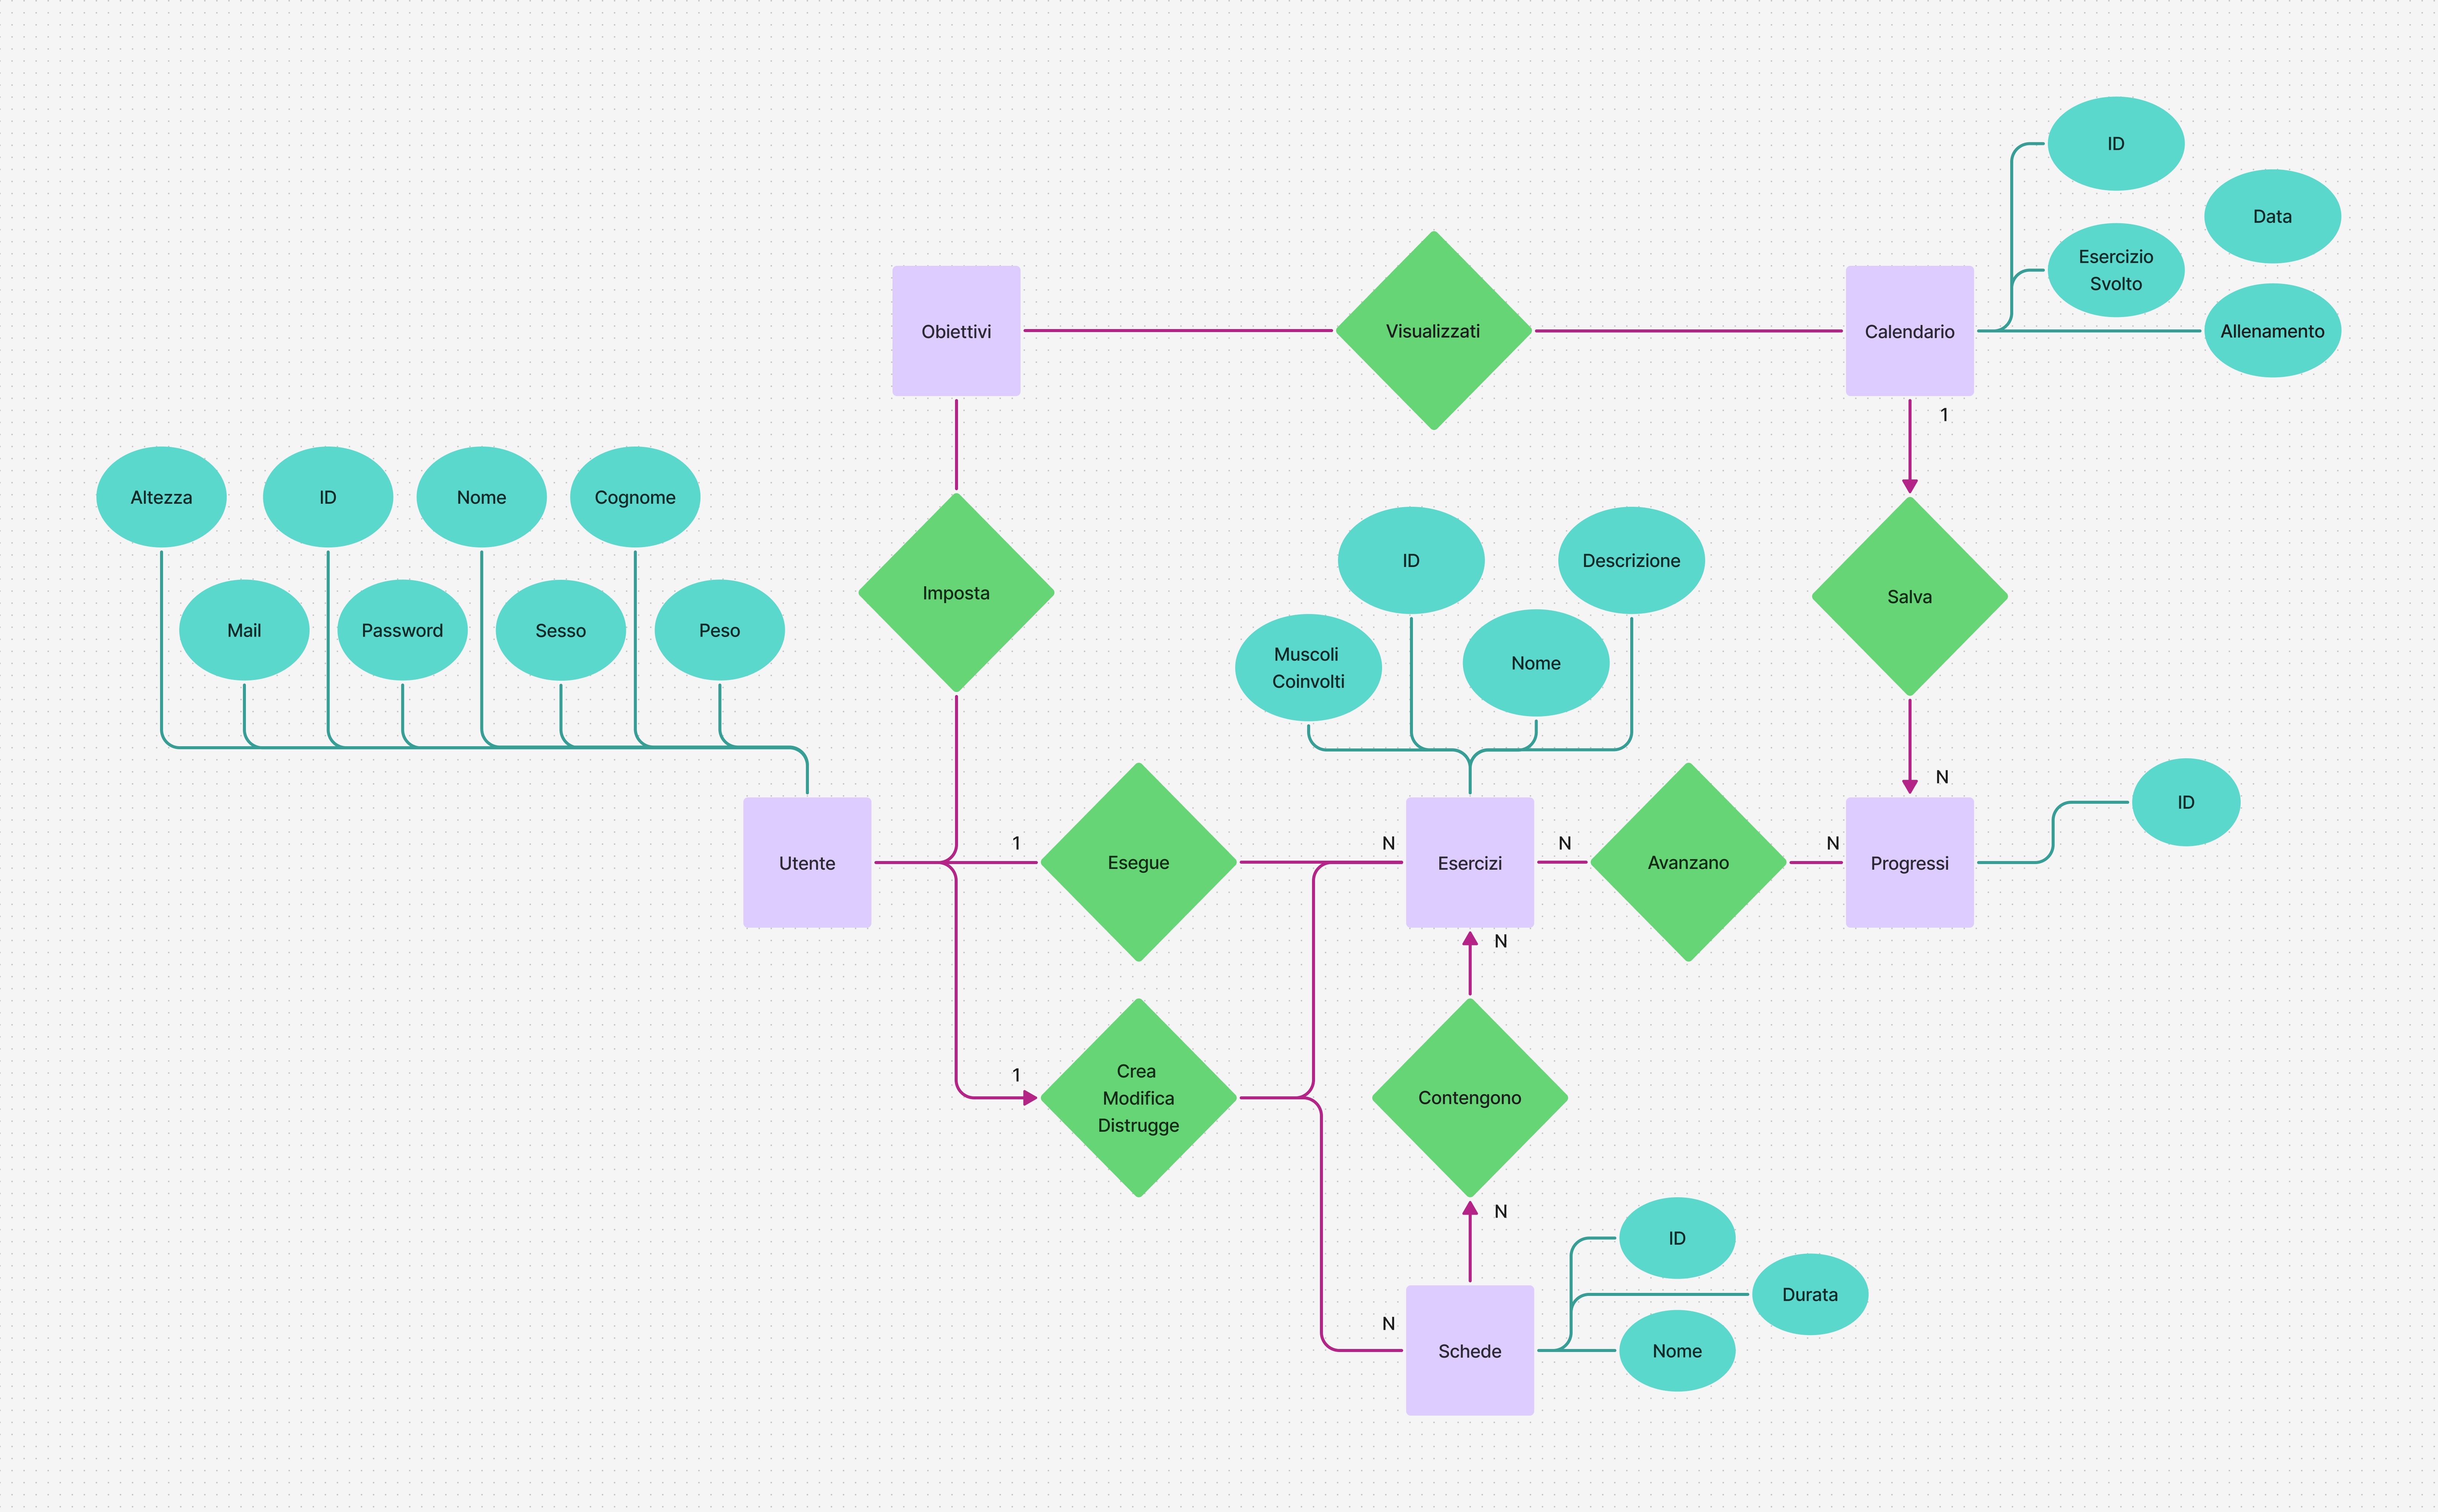 ID
Data
Esercizio
Svolto
Obiettivi
Visualizzati
Calendario
Allenamento
1
Altezza
ID
Nome
Cognome
ID
Descrizione
Imposta
Salva
Mail
Password
Sesso
Peso
Muscoli
Coinvolti
Nome
N
ID
1
N
N
N
Utente
Esegue
Esercizi
Avanzano
Progressi
N
1
Crea
Modifica
Distrugge
Contengono
N
ID
Durata
N
Schede
Nome